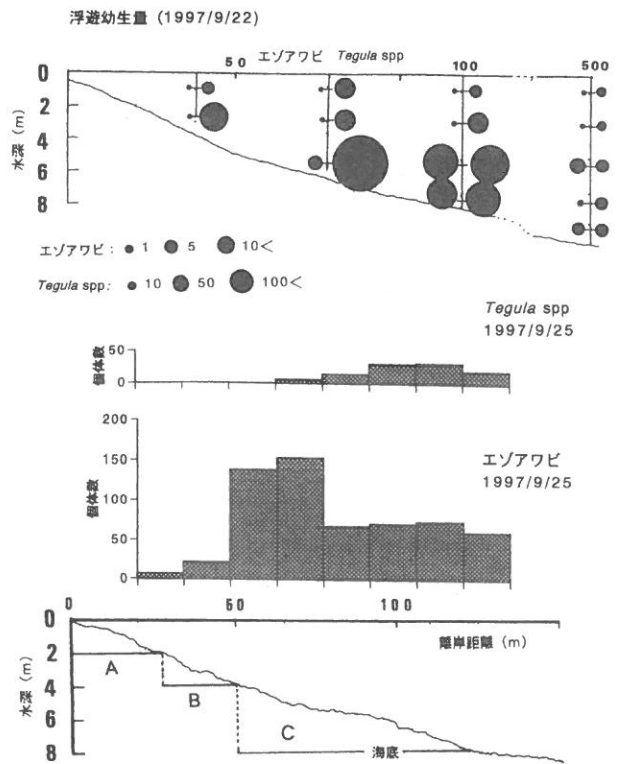 浮遊幼生量 (1997/9/22)
エゾアワビ Tegula spp
50 100 500
0
2
4
6
8
水深 (m)
エゾアワビ: 1 5 10<
Tegula spp: 10 50 100<
Tegula spp
1997/9/25
50
0
個体数
エゾアワビ
1997/9/25
200
150
100
50
0
個体数
0 50 100
離岸距離 (m)
0
2
4
6
8
水深 (m)
A
B
C
海底